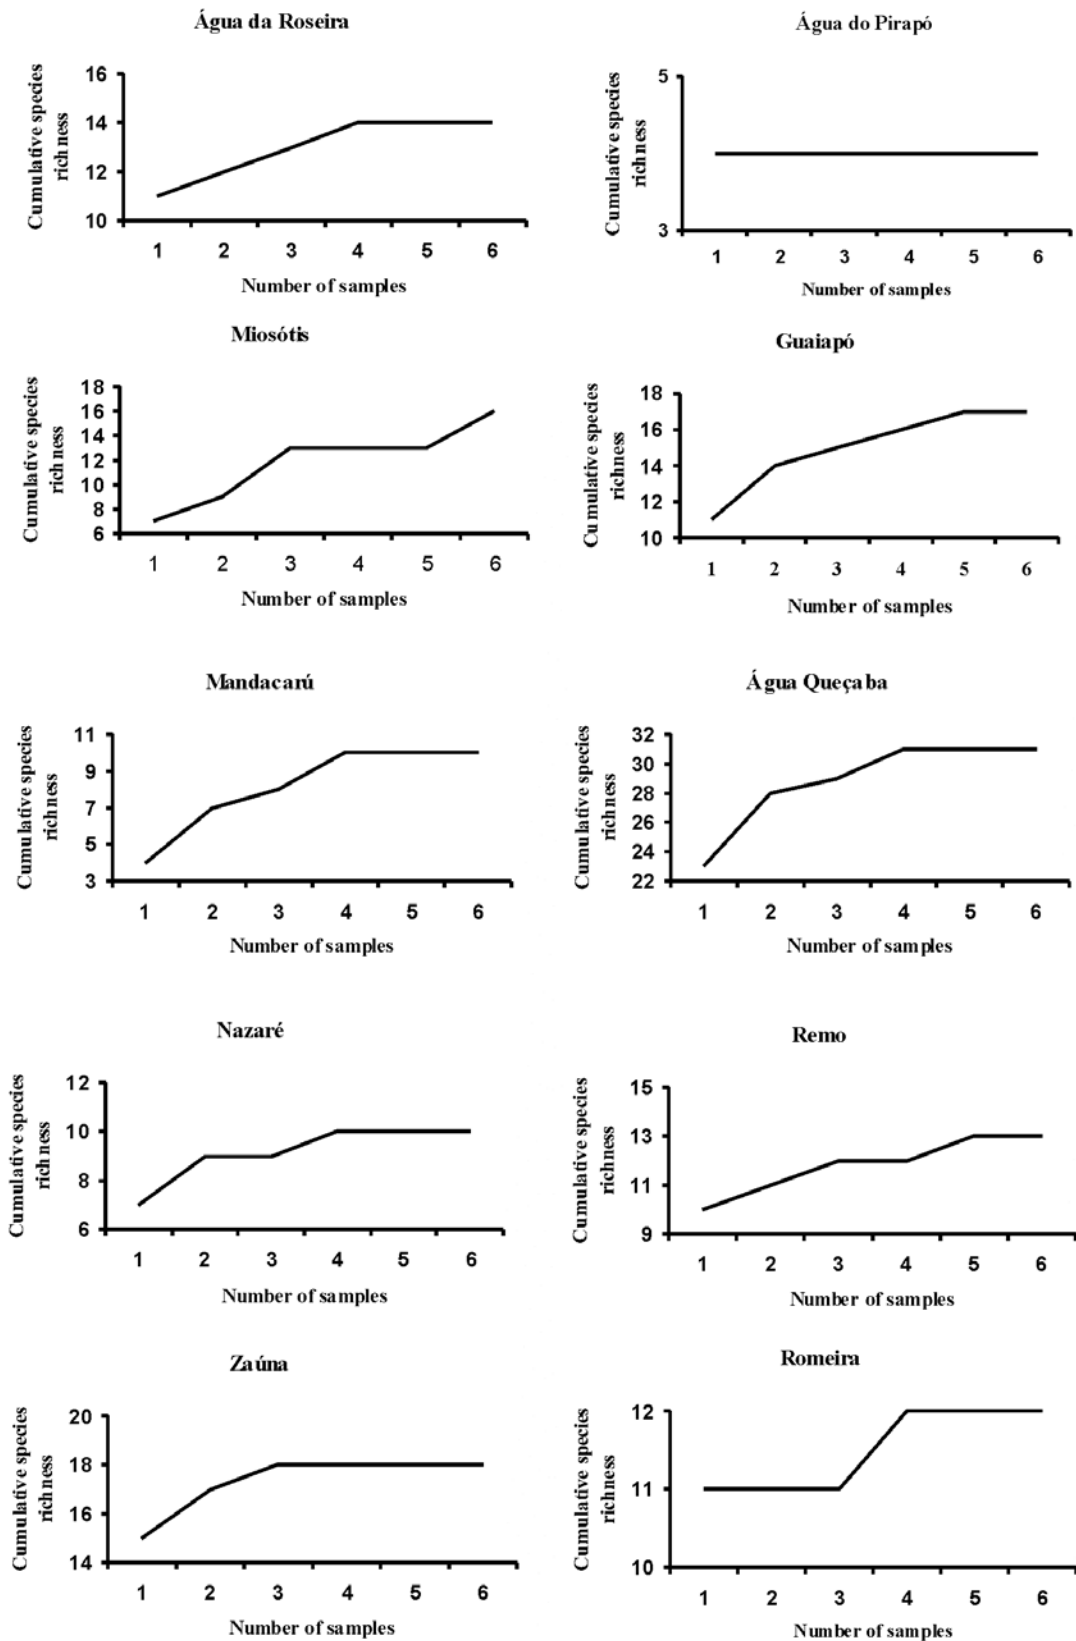 Água da Roseira
Cumulative species
richness
16
14
12
10
1 2 3 4 5 6
Number of samples
Água do Pirapó
Cumulative species
richness
5
3
1 2 3 4 5 6
Number of samples
Miosótis
Cumulative species
richness
18
16
14
12
10
8
6
1 2 3 4 5 6
Number of samples
Guaiapó
Cumulative species
richness
18
16
14
12
10
1 2 3 4 5 6
Number of samples
Mandacarú
Cumulative species
richness
11
9
7
5
3
1 2 3 4 5 6
Number of samples
Água Queçaba
Cumulative species
richness
32
30
28
26
24
22
1 2 3 4 5 6
Number of samples
Nazaré
Cumulative species
richness
12
10
8
6
1 2 3 4 5 6
Number of samples
Remo
Cumulative species
richness
15
13
11
9
1 2 3 4 5 6
Number of samples
Zaúna
Cumulative species
richness
20
18
16
14
1 2 3 4 5 6
Number of samples
Romeira
Cumulative species
richness
12
11
10
1 2 3 4 5 6
Number of samples